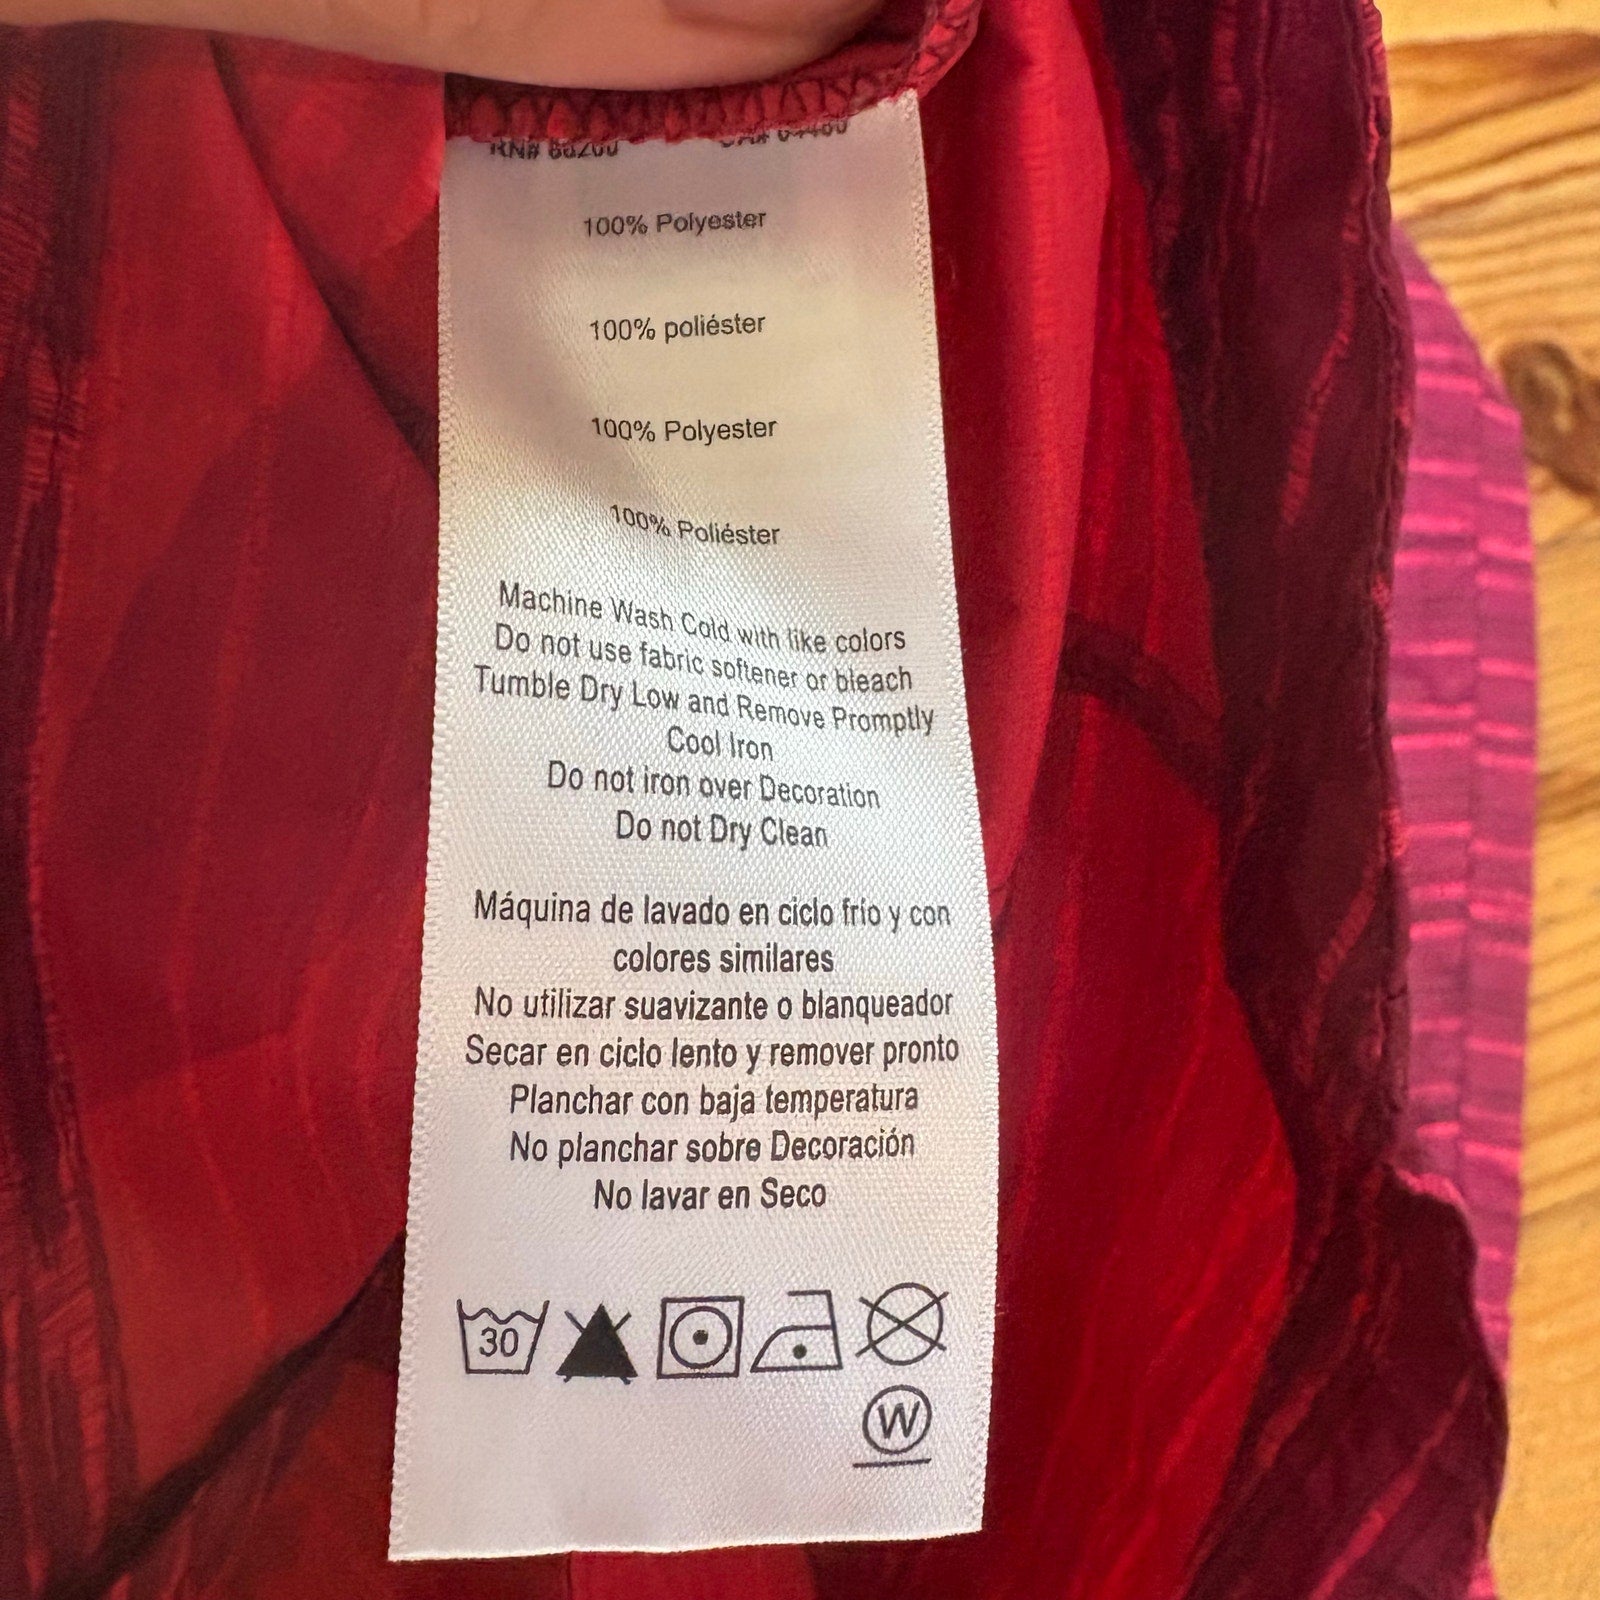 RN#
100% Polyester
100% poliéster
100% Polyester
100% Poliéster
Machine Wash Cold with like colors
Do not use fabric softener or bleach
Tumble Dry Low and Remove Promptly
Cool Iron
Do not iron over Decoration
Do not Dry Clean
Máquina de lavado en ciclo frío y con
colores similares
No utilizar suavizante o blanqueador
Secar en ciclo lento y remover pronto
Planchar con baja temperatura
No planchar sobre Decoración
No lavar en Seco
30
W